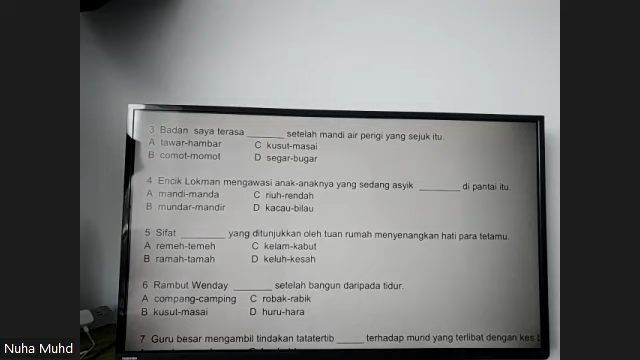 3 Badan saya terasa ________ setelah mandi air perigi yang sejuk itu.
A tawar-hambar C kusut-masai
B comot-momot D segar-bugar
4 Encik Lokman mengawasi anak-anaknya yang sedang asyik ________ di pantai itu.
A mandi-manda C riuh-rendah
B mundar-mandir D kacau-bilau
5 Sifat ________ yang ditunjukkan oleh tuan rumah menyenangkan hati para tetamu.
A remeh-temeh C kelam-kabut
B ramah-tamah D keluh-kesah
6 Rambut Wenday ________ setelah bangun daripada tidur.
A compang-camping C robak-rabik
B kusut-masai D huru-hara
7 Guru besar mengambil tindakan tatatertib ________ terhadap murid yang terlibat dengan kes
Nuha Muhd